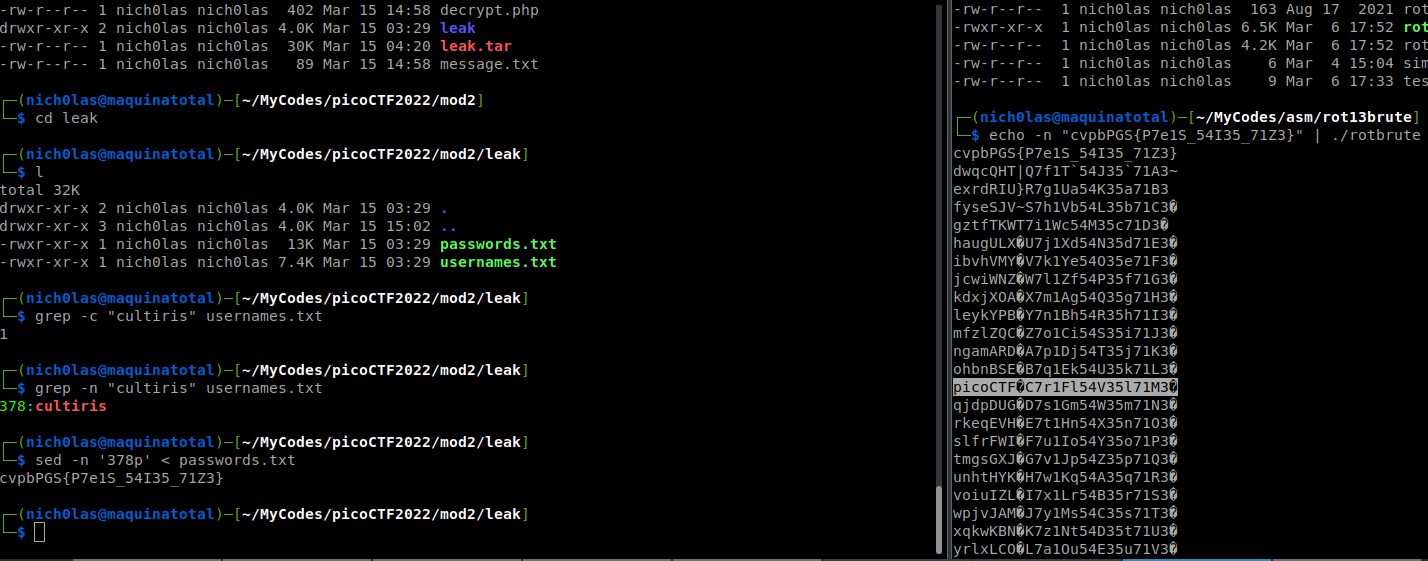 -rw-r--r-- 1 nich0las nich0las  402 Mar 15 14:58 decrypt.php
drwxr-xr-x 2 nich0las nich0las 4.0K Mar 15 03:29 leak
-rw-r--r-- 1 nich0las nich0las  30K Mar 15 04:20 leak.tar
-rw-r--r-- 1 nich0las nich0las   89 Mar 15 14:58 message.txt
┌─(nich0las@maquinatotal)─[~/MyCodes/picoCTF2022/mod2]
└─$ cd leak
┌─(nich0las@maquinatotal)─[~/MyCodes/picoCTF2022/mod2/leak]
└─$ l
total 32K
drwxr-xr-x 2 nich0las nich0las 4.0K Mar 15 03:29 .
drwxr-xr-x 3 nich0las nich0las 4.0K Mar 15 15:02 ..
-rwxr-xr-x 1 nich0las nich0las  13K Mar 15 03:29 passwords.txt
-rwxr-xr-x 1 nich0las nich0las 7.4K Mar 15 03:29 usernames.txt
┌─(nich0las@maquinatotal)─[~/MyCodes/picoCTF2022/mod2/leak]
└─$ grep -c "cultiris" usernames.txt
1
┌─(nich0las@maquinatotal)─[~/MyCodes/picoCTF2022/mod2/leak]
└─$ grep -n "cultiris" usernames.txt
378:cultiris
┌─(nich0las@maquinatotal)─[~/MyCodes/picoCTF2022/mod2/leak]
└─$ sed -n '378p' < passwords.txt
cvpbPGS{P7e1S_54I35_71Z3}
┌─(nich0las@maquinatotal)─[~/MyCodes/picoCTF2022/mod2/leak]
└─$
-rw-r--r--  1 nich0las nich0las  163 Aug 17  2021 rot
-rwxr-xr-x  1 nich0las nich0las 6.5K Mar  6 17:52 rot
-rw-r--r--  1 nich0las nich0las 4.2K Mar  6 17:52 rot
-rw-r--r--  1 nich0las nich0las    6 Mar  4 15:04 sim
-rw-r--r--  1 nich0las nich0las    9 Mar  6 17:33 tes
┌─(nich0las@maquinatotal)─[~/MyCodes/asm/rot13brute]
└─$ echo -n "cvpbPGS{P7e1S_54I35_71Z3}" | ./rotbrute
cvpbPGS{P7e1S_54I35_71Z3}
dwqcQHT|Q7f1T`54J35`71A3~
exrdRIU}R7g1Ua54K35a71B3
fyseSJV~S7h1Vb54L35b71C3�
gztfTKWT7i1Wc54M35c71D3�
haugULX�U7j1Xd54N35d71E3�
ibvhVMY�V7k1Ye54O35e71F3�
jcwiWNZ�W7l1Zf54P35f71G3�
kdxjXOA�X7m1Ag54Q35g71H3�
leykYPB�Y7n1Bh54R35h71I3�
mfzlZQC�Z7o1Ci54S35i71J3�
ngamARD�A7p1Dj54T35j71K3�
ohbnBSE�B7q1Ek54U35k71L3�
picoCTF�C7r1Fl54V35l71M3�
qjdpDUG�D7s1Gm54W35m71N3�
rkeqEVH�E7t1Hn54X35n71O3�
slfrFWI�F7u1Io54Y35o71P3�
tmgsGXJ�G7v1Jp54Z35p71Q3�
unhtHYK�H7w1Kq54A35q71R3�
voiuIZL�I7x1Lr54B35r71S3�
wpjvJAM�J7y1Ms54C35s71T3�
xqkwKBN�K7z1Nt54D35t71U3�
yrlxLCO�L7a1Ou54E35u71V3�